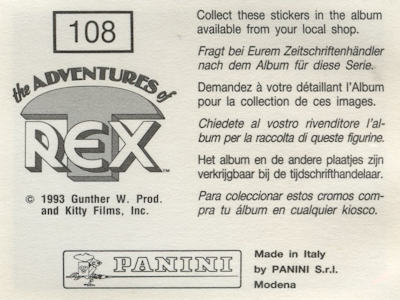 108
the ADVENTURES of
T REX™
© 1993 Gunther W. Prod.
and Kitty Films, Inc.
Collect these stickers in the album
available from your local shop.
Fragt bei Eurem Zeitschriftenhändler
nach dem Album für diese Serie.
Demandez à votre détaillant l'Album
pour la collection de ces images.
Chiedete al vostro rivenditore l'al-
bum per la raccolta di queste figurine.
Het album en de andere plaatjes zijn
verkrijgbaar bij de tijdschrifthandelaar.
Para coleccionar estos cromos com-
pra tu álbum en cualquier kiosco.
PANINI
Made in Italy
by PANINI S.r.l.
Modena